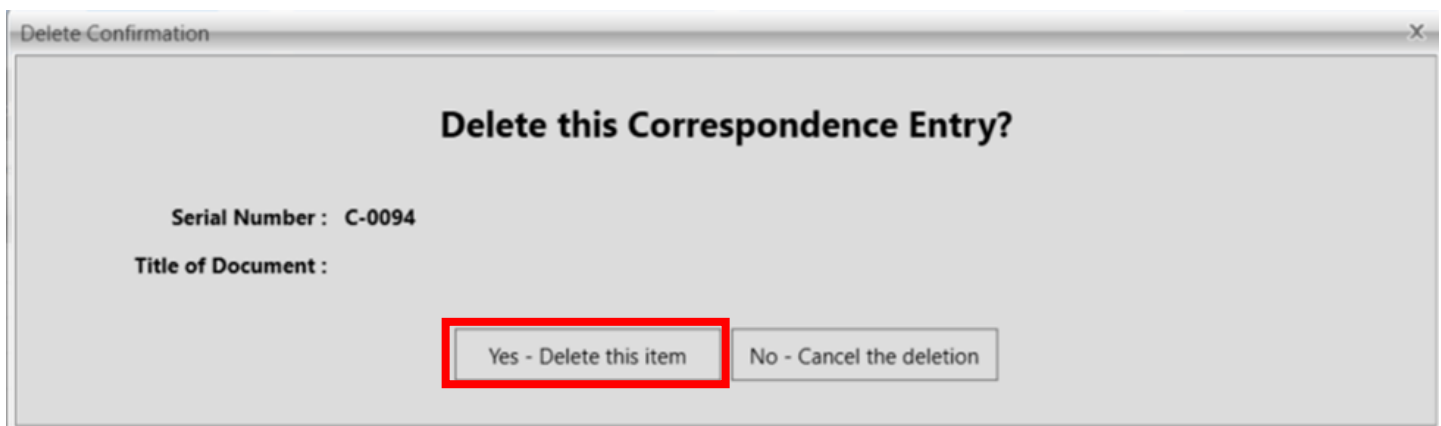 Delete Confirmation
Delete this Correspondence Entry?
Serial Number : C-0094
Title of Document :
Yes - Delete this item No - Cancel the deletion